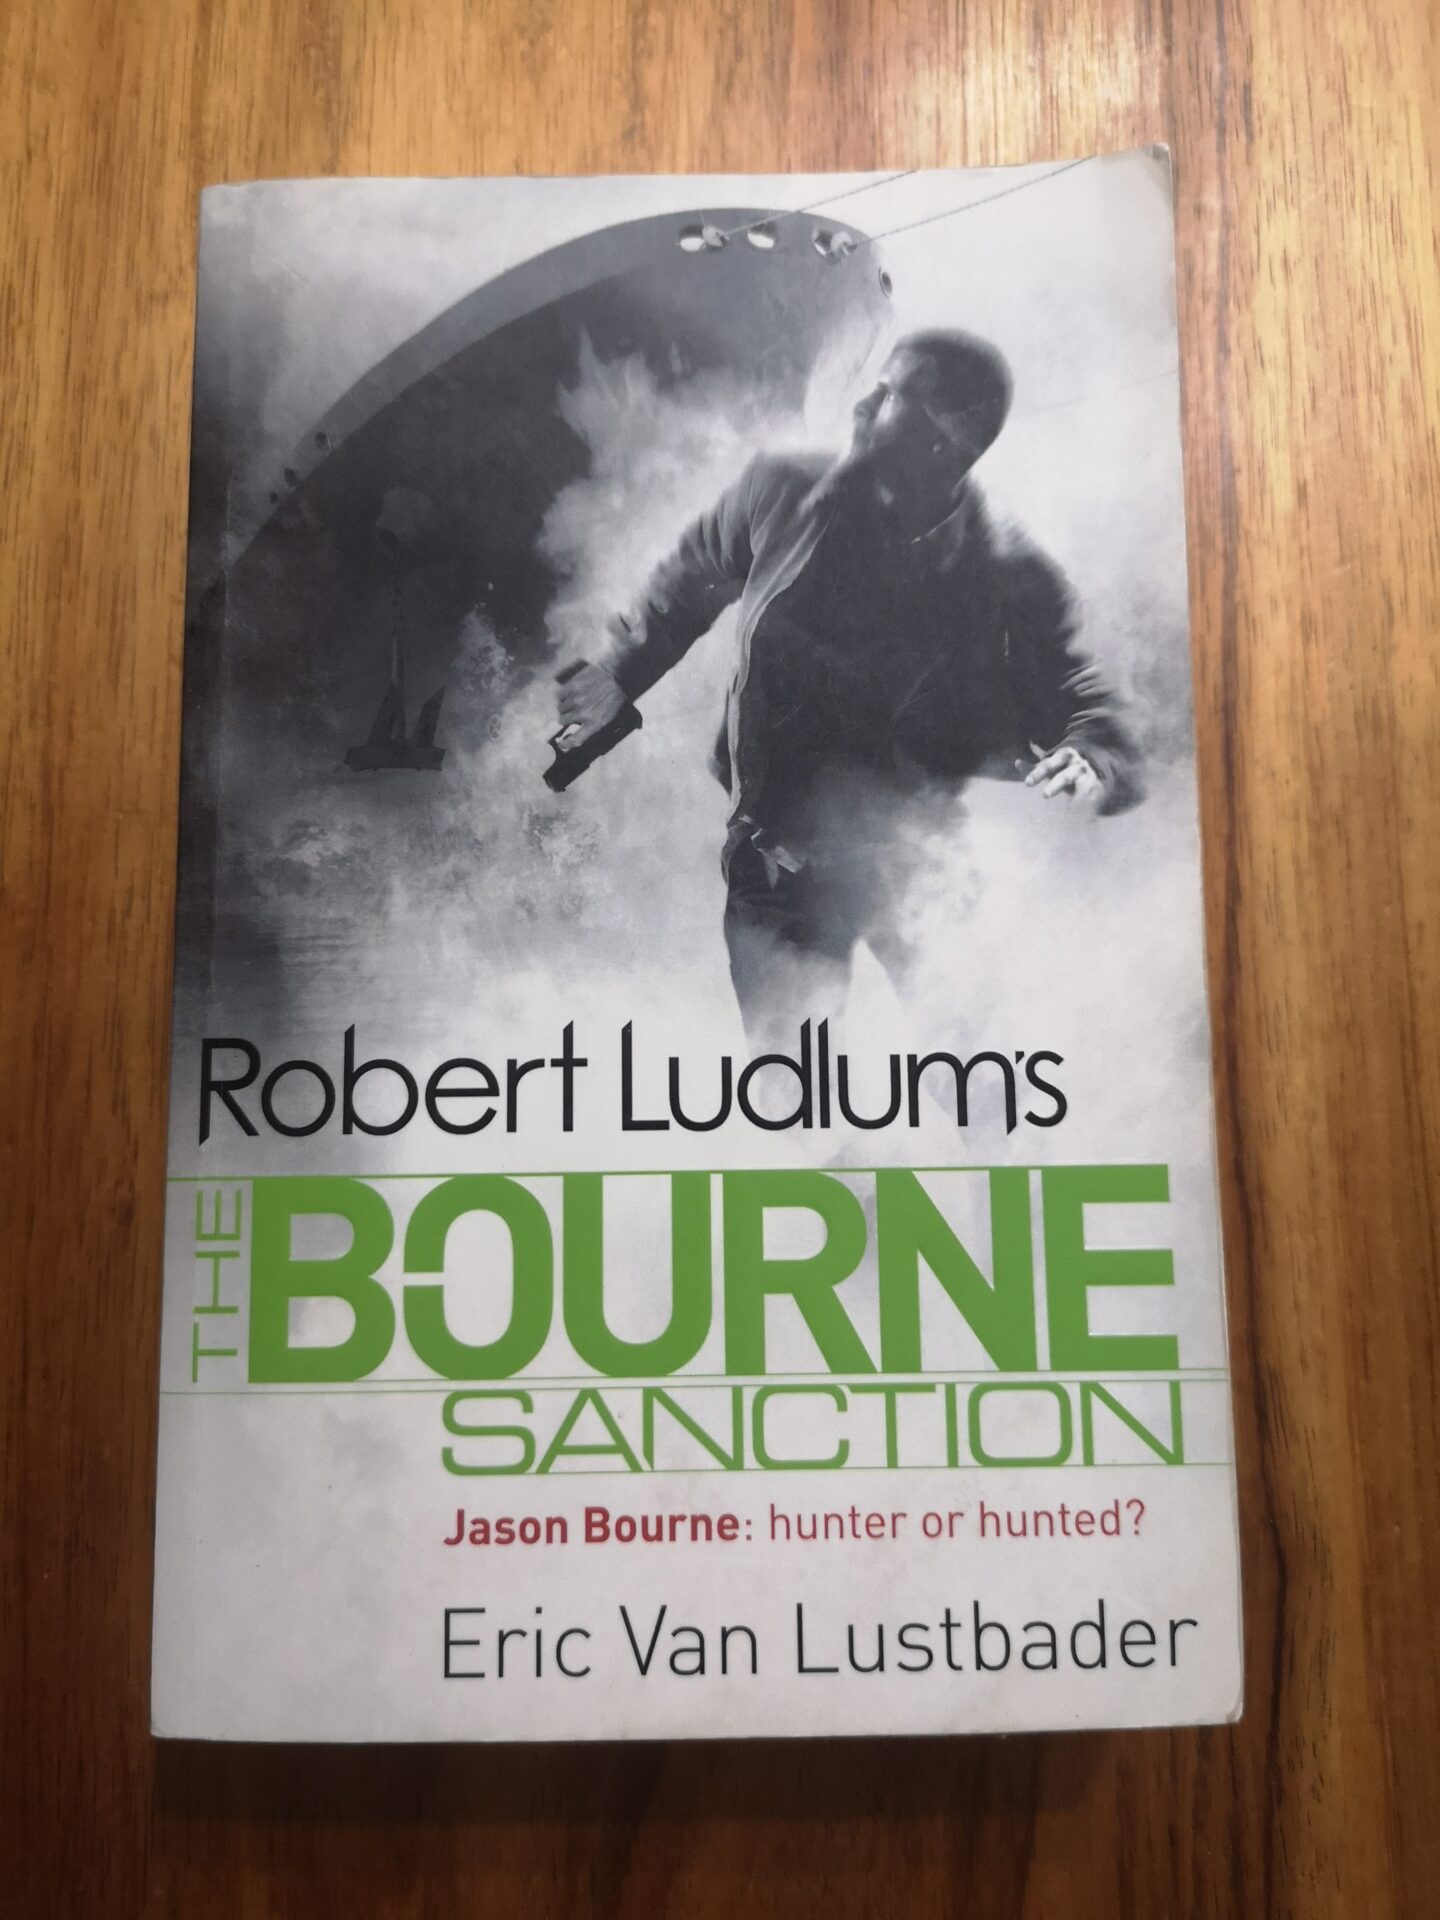 Robert Ludlum's
THE BOURNE
SANCTION
Jason Bourne: hunter or hunted?
Eric Van Lustbader